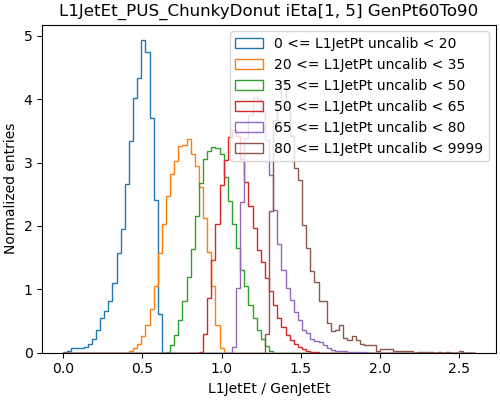 L1JetEt_PUS_ChunkyDonut iEta[1, 5] GenPt60To90
0 <= L1JetPt uncalib < 20
20 <= L1JetPt uncalib < 35
35 <= L1JetPt uncalib < 50
50 <= L1JetPt uncalib < 65
65 <= L1JetPt uncalib < 80
80 <= L1JetPt uncalib < 9999
Normalized entries
5
4
3
2
1
0
0.0 0.5 1.0 1.5 2.0 2.5
L1JetEt / GenJetEt